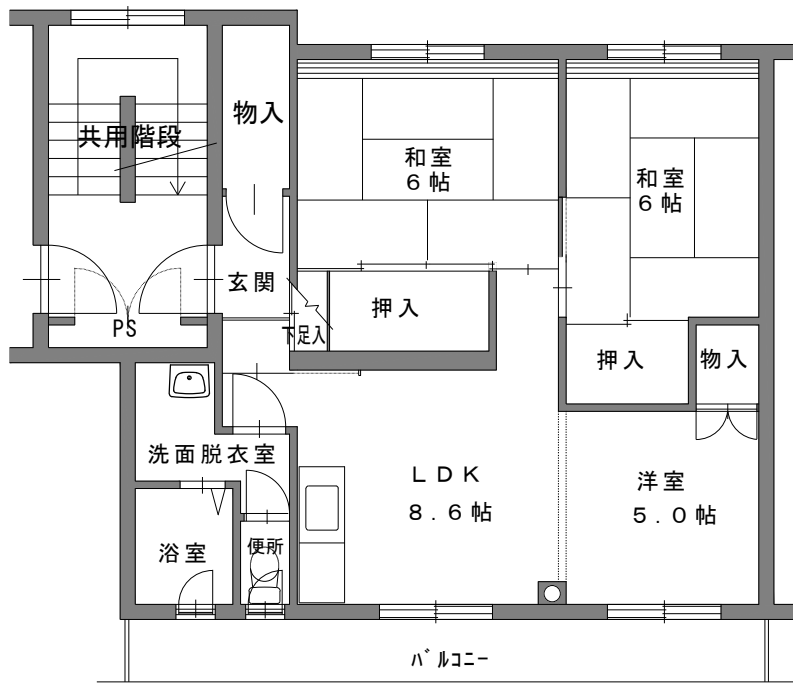 物入
共用階段
和室
6帖
和室
6帖
玄関
押入
PS
下足入
押入
物入
洗面脱衣室
LDK
8.6帖
洋室
5.0帖
浴室
便所
バルコニー